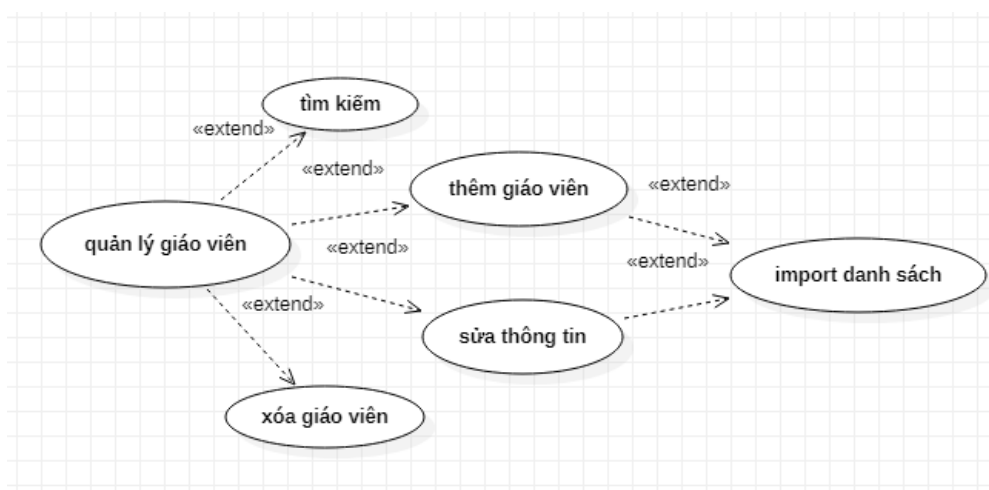 tìm kiếm
«extend»
«extend»
thêm giáo viên
«extend»
quản lý giáo viên
«extend»
«extend»
import danh sách
«extend»
sửa thông tin
xóa giáo viên